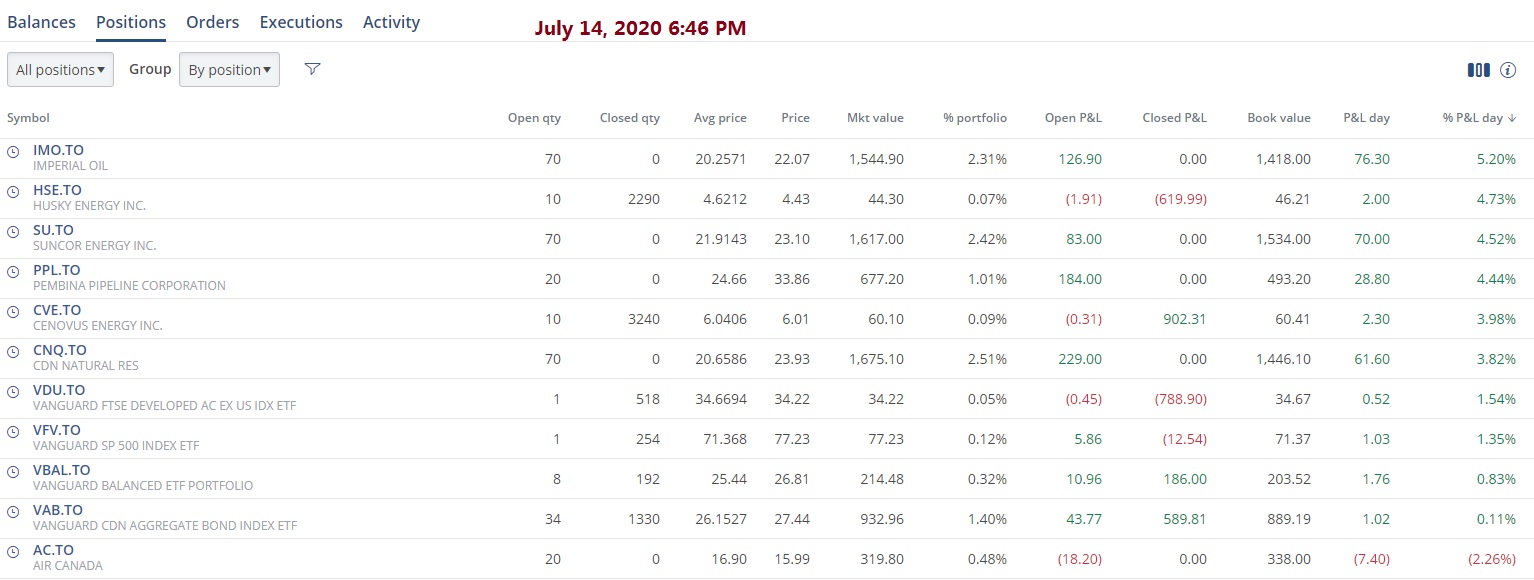 Balances Positions Orders Executions Activity
July 14, 2020 6:46 PM
All positions▾ Group By position▾
Symbol Open qty Closed qty Avg price Price Mkt value % portfolio Open P&L Closed P&L Book value P&L day % P&L day ↓
IMO.TO 70 0 20.2571 22.07 1,544.90 2.31% 126.90 0.00 1,418.00 76.30 5.20%
IMPERIAL OIL
HSE.TO 10 2290 4.6212 4.43 44.30 0.07% (1.91) (619.99) 46.21 2.00 4.73%
HUSKY ENERGY INC.
SU.TO 70 0 21.9143 23.10 1,617.00 2.42% 83.00 0.00 1,534.00 70.00 4.52%
SUNCOR ENERGY INC.
PPL.TO 20 0 24.66 33.86 677.20 1.01% 184.00 0.00 493.20 28.80 4.44%
PEMBINA PIPELINE CORPORATION
CVE.TO 10 3240 6.0406 6.01 60.10 0.09% (0.31) 902.31 60.41 2.30 3.98%
CENOVUS ENERGY INC.
CNQ.TO 70 0 20.6586 23.93 1,675.10 2.51% 229.00 0.00 1,446.10 61.60 3.82%
CDN NATURAL RES
VDU.TO 1 518 34.6694 34.22 34.22 0.05% (0.45) (788.90) 34.67 0.52 1.54%
VANGUARD FTSE DEVELOPED AC EX US IDX ETF
VFV.TO 1 254 71.368 77.23 77.23 0.12% 5.86 (12.54) 71.37 1.03 1.35%
VANGUARD SP 500 INDEX ETF
VBAL.TO 8 192 25.44 26.81 214.48 0.32% 10.96 186.00 203.52 1.76 0.83%
VANGUARD BALANCED ETF PORTFOLIO
VAB.TO 34 1330 26.1527 27.44 932.96 1.40% 43.77 589.81 889.19 1.02 0.11%
VANGUARD CDN AGGREGATE BOND INDEX ETF
AC.TO 20 0 16.90 15.99 319.80 0.48% (18.20) 0.00 338.00 (7.40) (2.26%)
AIR CANADA